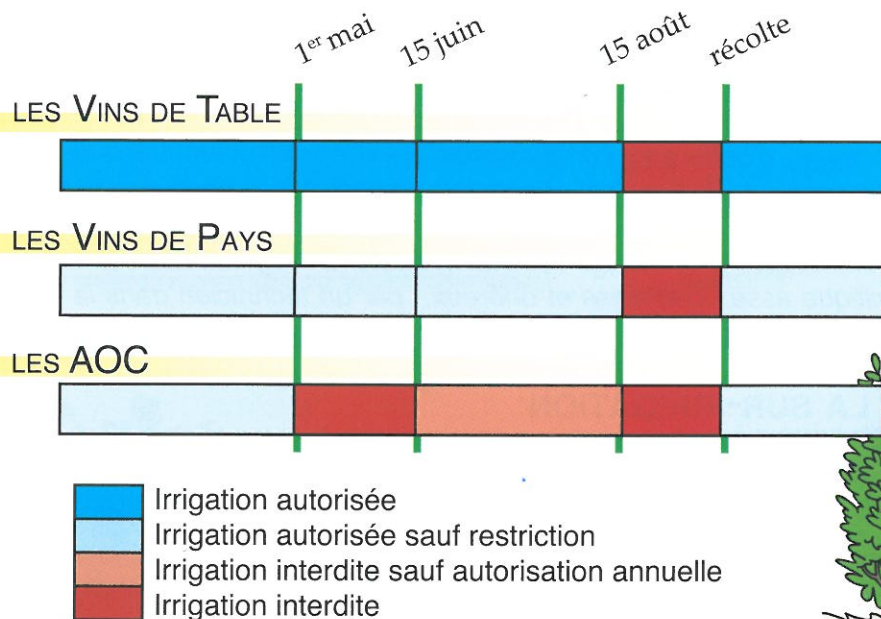 1er mai 15 juin 15 août récolte
LES VINS DE TABLE
LES VINS DE PAYS
LES AOC
Irrigation autorisée
Irrigation autorisée sauf restriction
Irrigation interdite sauf autorisation annuelle
Irrigation interdite